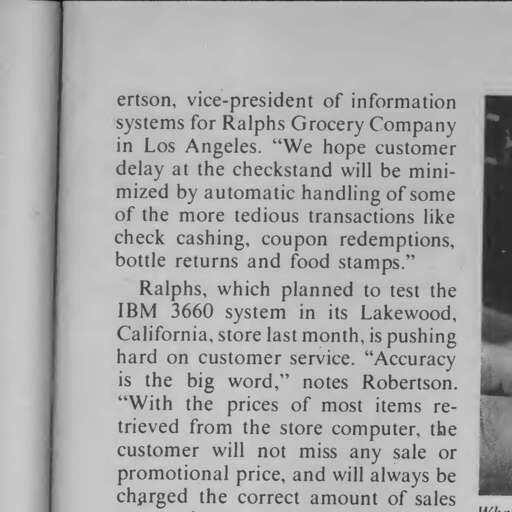 ertson, vice-president of information
systems for Ralphs Grocery Company
in Los Angeles. “We hope customer
delay at the checkstand will be mini-
mized by automatic handling of some
of the more tedious transactions like
check cashing, coupon redemptions,
bottle returns and food stamps.”
Ralphs, which planned to test the
IBM 3660 system in its Lakewood,
California, store last month, is pushing
hard on customer service. “Accuracy
is the big word,” notes Robertson.
“With the prices of most items re-
trieved from the store computer, the
customer will not miss any sale or
promotional price, and will always be
charged the correct amount of sales